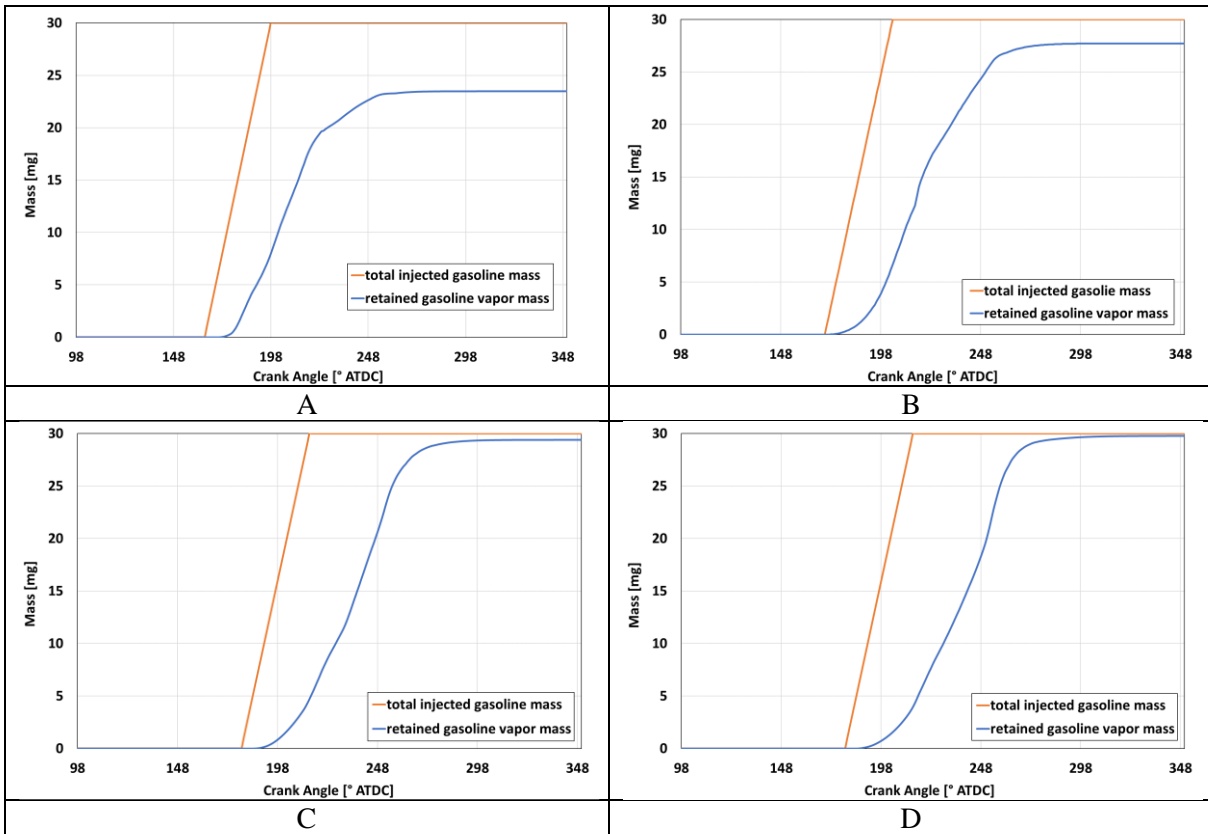 30
25
20
15
10
5
0
Mass [mg]
total injected gasoline mass
retained gasoline vapor mass
98 148 198 248 298 348
Crank Angle [° ATDC]
A
30
25
20
15
10
5
0
Mass [mg]
total injected gasolie mass
retained gasoline vapor mass
98 148 198 248 298 348
Crank Angle [° ATDC]
B
30
25
20
15
10
5
0
Mass [mg]
total injected gasoline mass
retained gasoline vapor mass
98 148 198 248 298 348
Crank Angle [° ATDC]
C
30
25
20
15
10
5
0
Mass [mg]
total injected gasoline mass
retained gasoline vapor mass
98 148 198 248 298 348
Crank Angle [° ATDC]
D